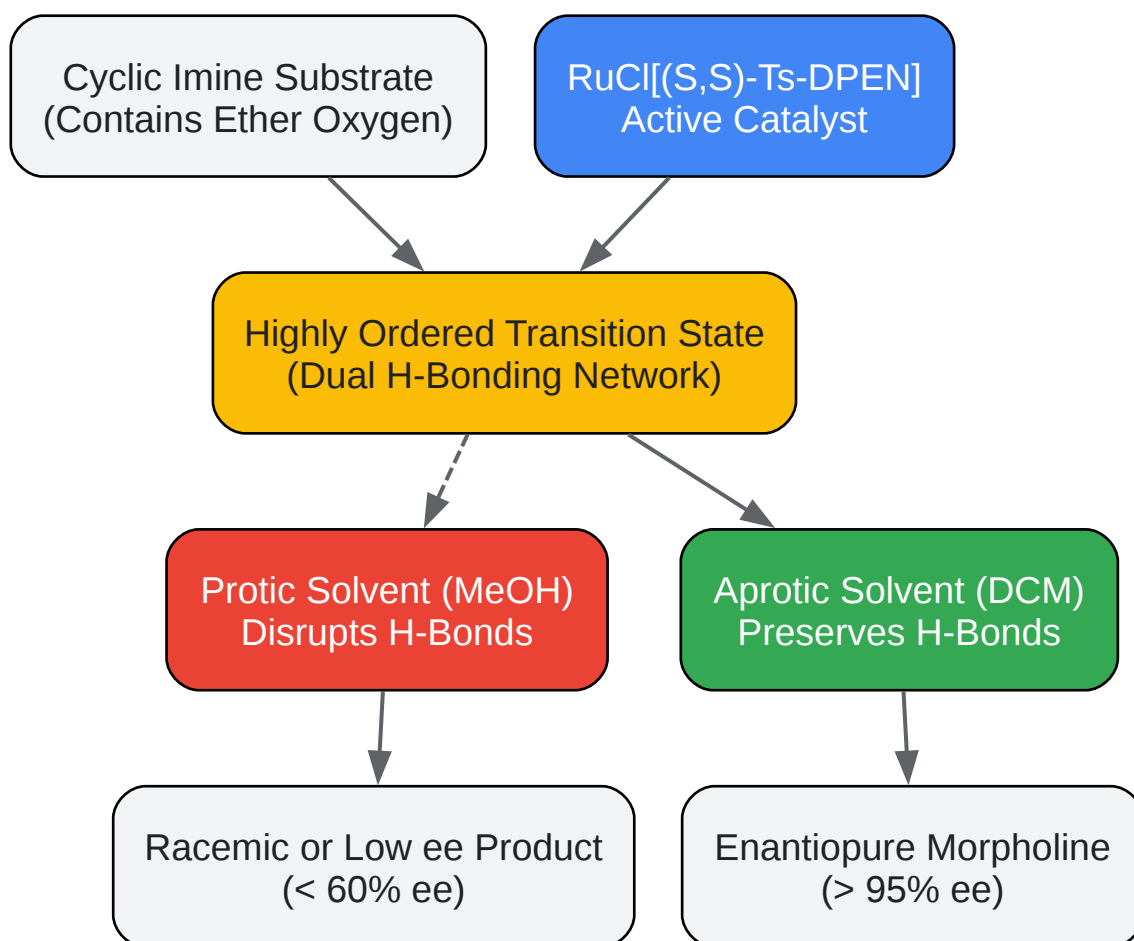 Cyclic Imine Substrate
(Contains Ether Oxygen)
RuCl[(S,S)-Ts-DPEN]
Active Catalyst
Highly Ordered Transition State
(Dual H-Bonding Network)
Protic Solvent (MeOH)
Disrupts H-Bonds
Aprotic Solvent (DCM)
Preserves H-Bonds
Racemic or Low ee Product
(< 60% ee)
Enantiopure Morpholine
(> 95% ee)